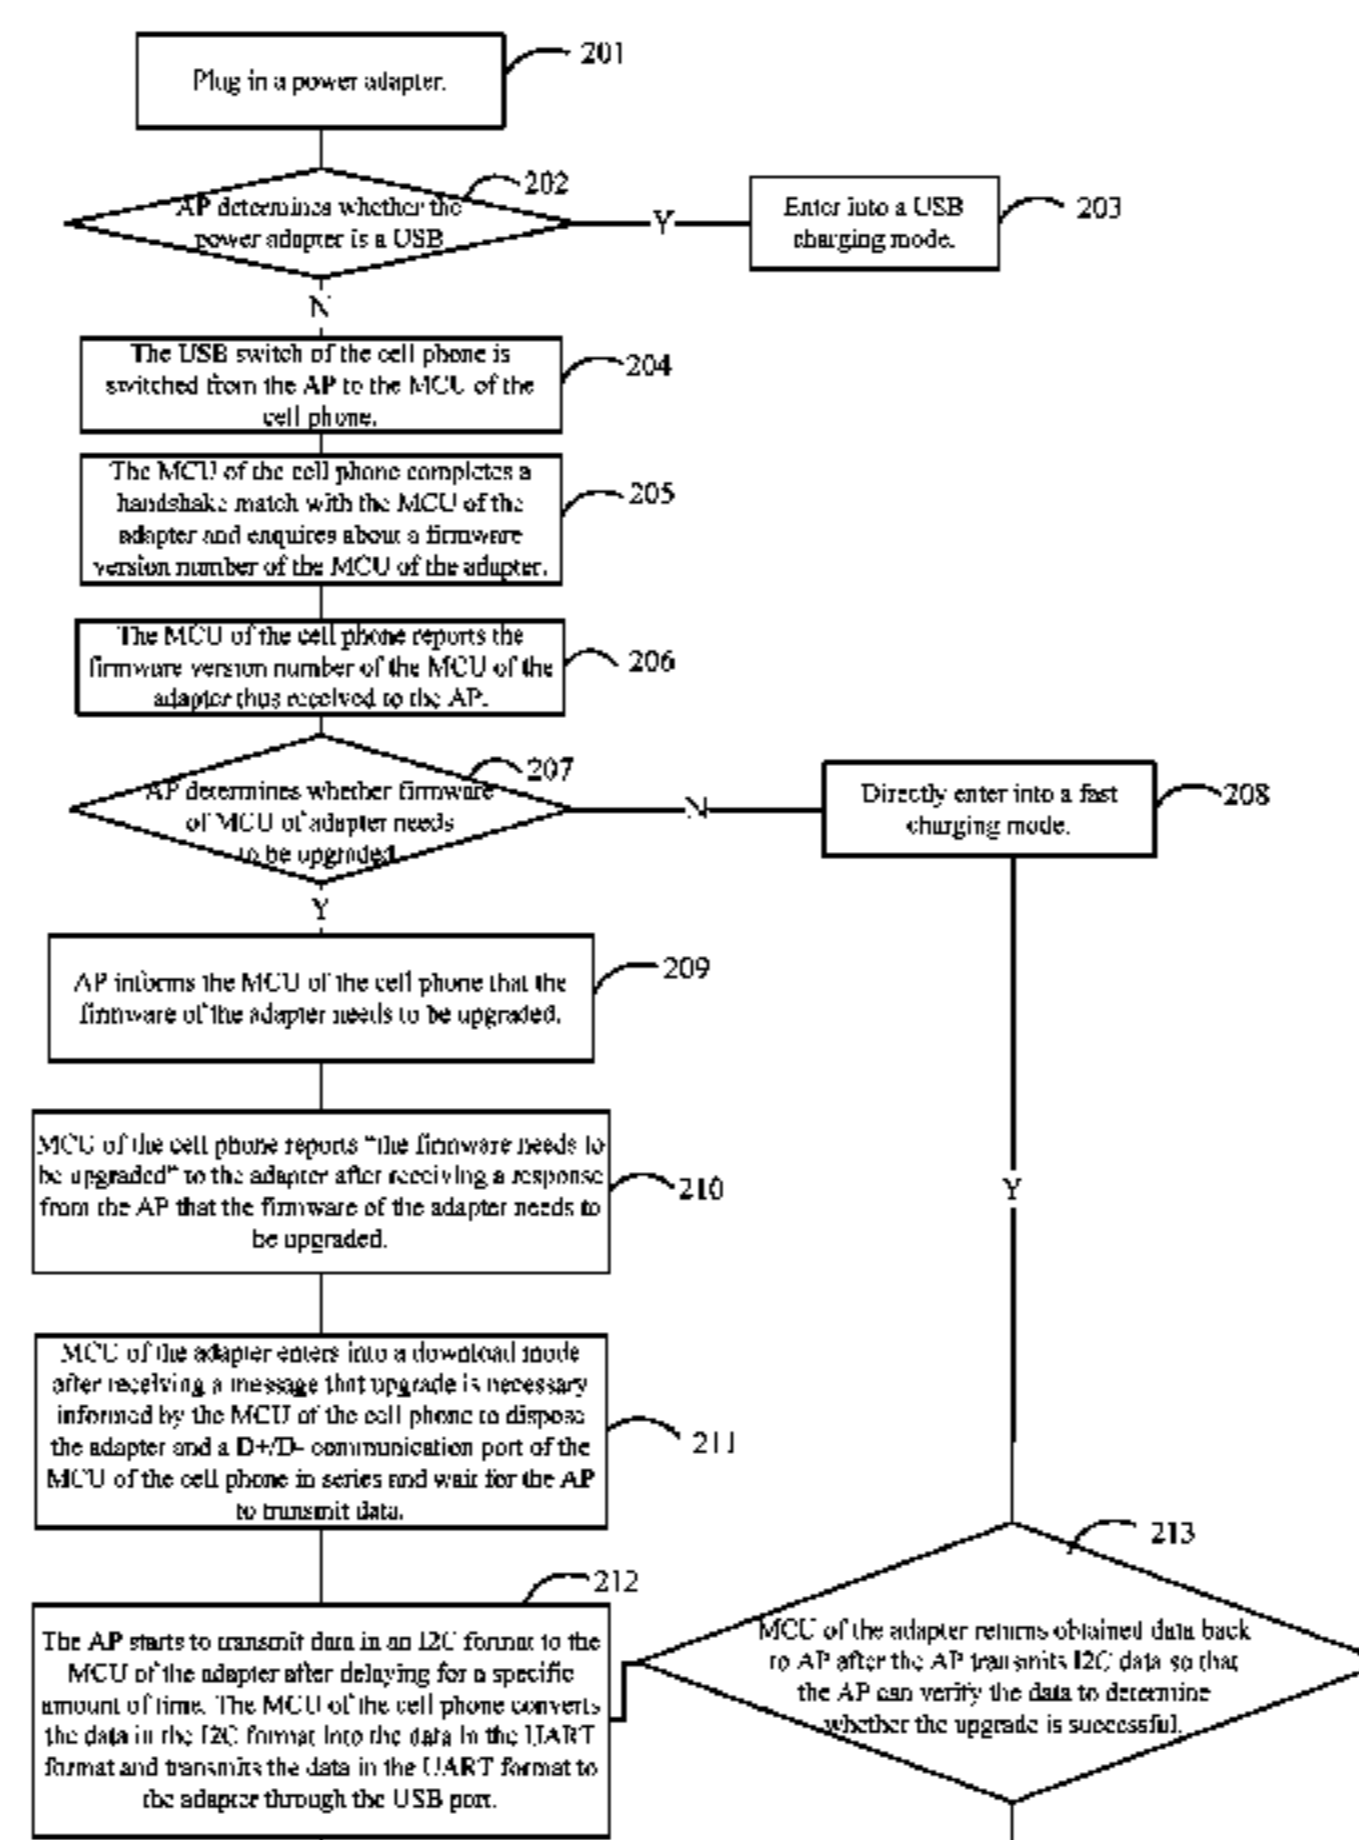 Plug in a power adapter.
201
AP determines whether the
power adapter is a USB
202
Y
Enter into a USB
charging mode.
203
N
The USB switch of the cell phone is
switched from the AP to the MCU of the
cell phone.
204
The MCU of the cell phone completes a
handshake match with the MCU of the
adapter and enquires about a firmware
version number of the MCU of the adapter.
205
The MCU of the cell phone reports the
firmware version number of the MCU of the
adapter thus received to the AP.
206
AP determines whether firmware
of MCU of adapter needs
to be upgraded
207
N
Directly enter into a fast
charging mode.
208
Y
AP informs the MCU of the cell phone that the
firmware of the adapter needs to be upgraded.
209
MCU of the cell phone reports “the firmware needs to
be upgraded” to the adapter after receiving a response
from the AP that the firmware of the adapter needs to
be upgraded.
210
Y
MCU of the adapter enters into a download mode
after receiving a message that upgrade is necessary
informed by the MCU of the cell phone to dispose
the adapter and a D+/D- communication port of the
MCU of the cell phone in series and wait for the AP
to transmit data.
211
212
The AP starts to transmit data in an I2C format to the
MCU of the adapter after delaying for a specific
amount of time. The MCU of the cell phone converts
the data in the I2C format into the data in the UART
format and transmits the data in the UART format to
the adapter through the USB port.
213
MCU of the adapter returns obtained data back
to AP after the AP transmits I2C data so that
the AP can verify the data to determine
whether the upgrade is successful.